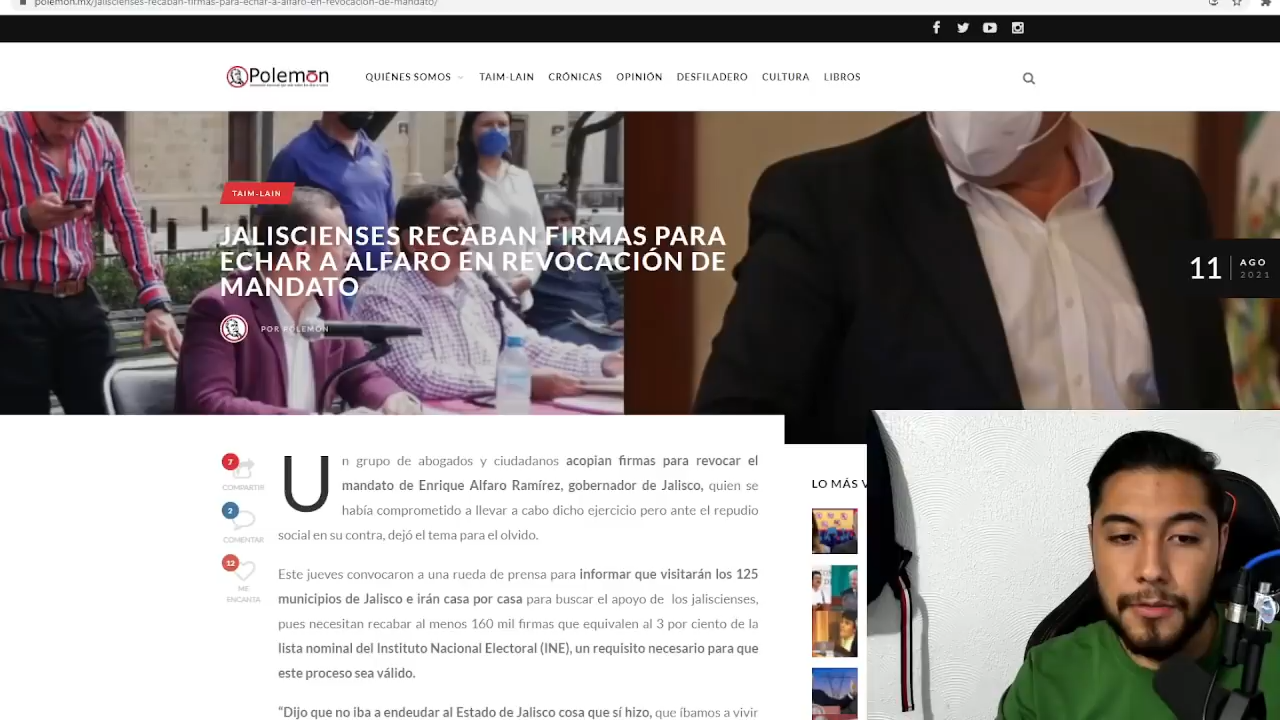 polemon.mx/jaliscienses-recaban-firmas-para-echar-a-alfaro-en-revocacion-de-mandato/
Polemón
QUIÉNES SOMOS
TAIM-LAIN
CRÓNICAS
OPINIÓN
DESFILADERO
CULTURA
LIBROS
TAIM-LAIN
JALISCIENSES RECABAN FIRMAS PARA
ECHAR A ALFARO EN REVOCACIÓN DE
MANDATO
POR POLEMÓN
11 AGO
2021
7
COMPARTIR
2
COMENTAR
12
ME
ENCANTA
Un grupo de abogados y ciudadanos acopian firmas para revocar el
mandato de Enrique Alfaro Ramírez, gobernador de Jalisco, quien se
había comprometido a llevar a cabo dicho ejercicio pero ante el repudio
social en su contra, dejó el tema para el olvido.
Este jueves convocaron a una rueda de prensa para informar que visitarán los 125
municipios de Jalisco e irán casa por casa para buscar el apoyo de los jaliscienses,
pues necesitan recabar al menos 160 mil firmas que equivalen al 3 por ciento de la
lista nominal del Instituto Nacional Electoral (INE), un requisito necesario para que
este proceso sea válido.
“Dijo que no iba a endeudar al Estado de Jalisco cosa que sí hizo, que íbamos a vivir
LO MÁS V